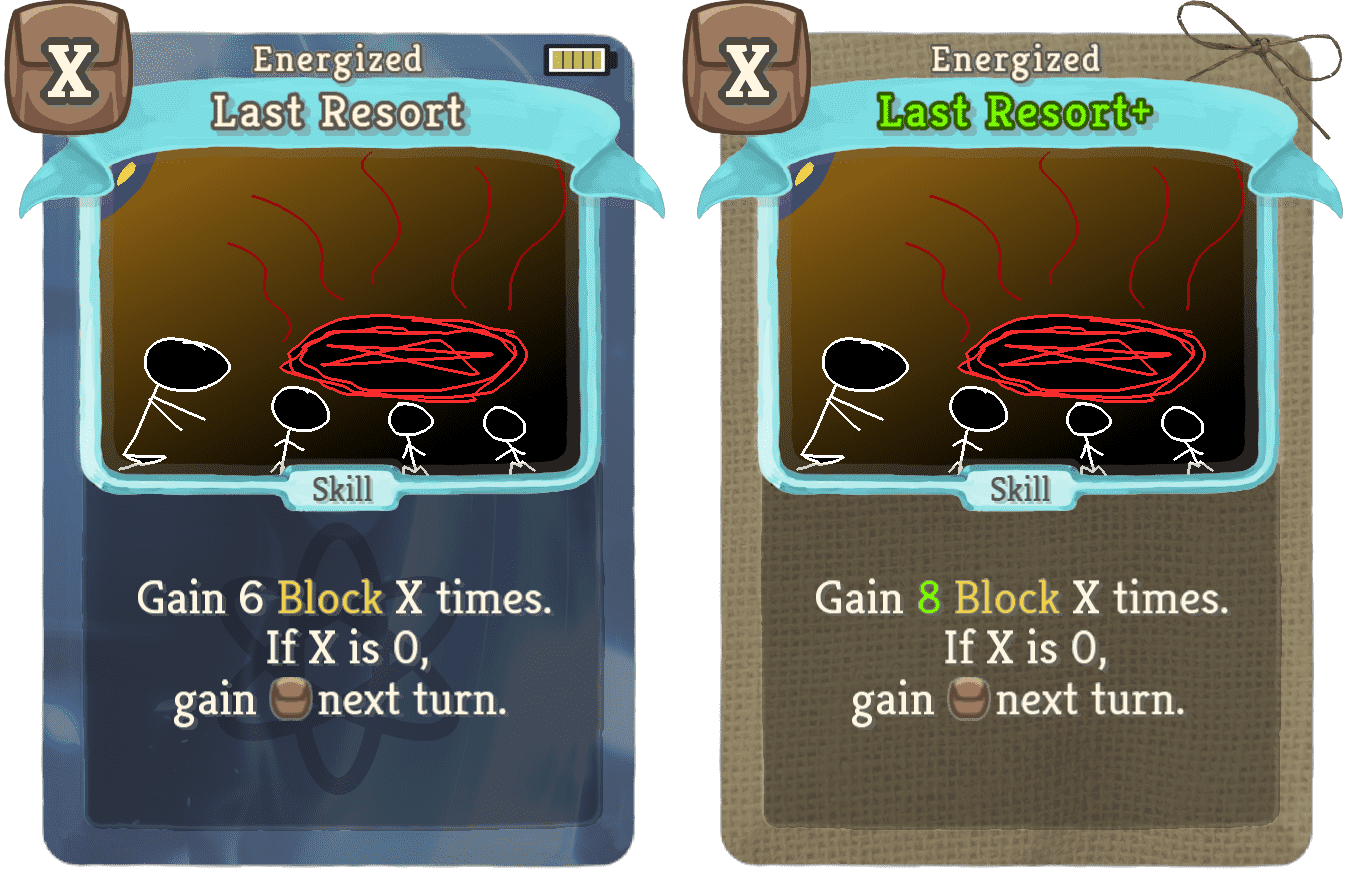 X
Energized
Last Resort
Skill
Gain 6 Block X times.
If X is 0,
gain next turn.
X
Energized
Last Resort+
Skill
Gain 8 Block X times.
If X is 0,
gain next turn.